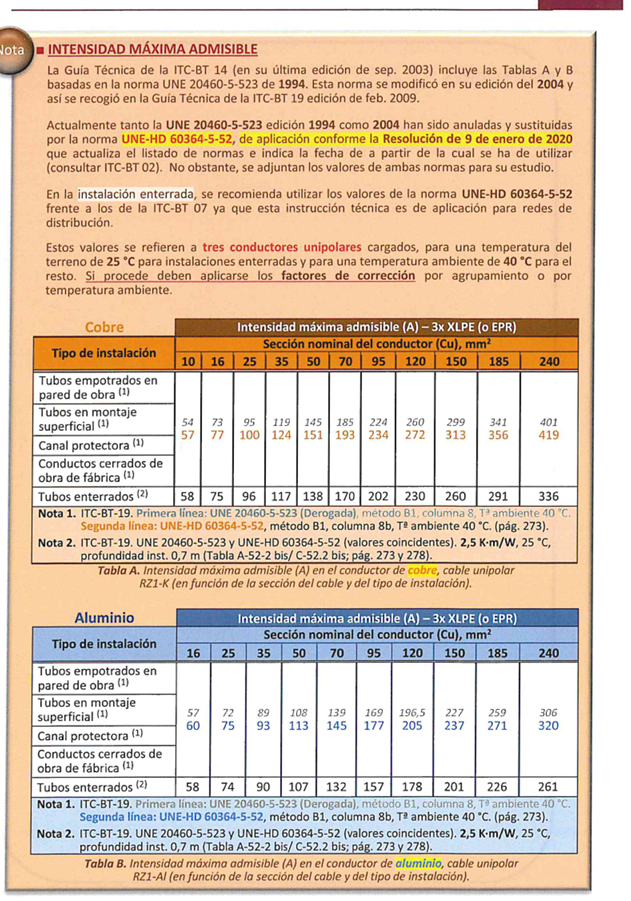 Nota
■ INTENSIDAD MÁXIMA ADMISIBLE
La Guía Técnica de la ITC-BT 14 (en su última edición de sep. 2003) incluye las Tablas A y B
basadas en la norma UNE 20460-5-523 de 1994. Esta norma se modificó en su edición del 2004 y
así se recogió en la Guía Técnica de la ITC-BT 19 edición de feb. 2009.
Actualmente tanto la UNE 20460-5-523 edición 1994 como 2004 han sido anuladas y sustituidas
por la norma UNE-HD 60364-5-52, de aplicación conforme la Resolución de 9 de enero de 2020
que actualiza el listado de normas e indica la fecha de a partir de la cual se ha de utilizar
(consultar ITC-BT 02). No obstante, se adjuntan los valores de ambas normas para su estudio.
En la instalación enterrada, se recomienda utilizar los valores de la norma UNE-HD 60364-5-52
frente a los de la ITC-BT 07 ya que esta instrucción técnica es de aplicación para redes de
distribución.
Estos valores se refieren a tres conductores unipolares cargados, para una temperatura del
terreno de 25 °C para instalaciones enterradas y para una temperatura ambiente de 40 °C para el
resto. Si procede deben aplicarse los factores de corrección por agrupamiento o por
temperatura ambiente.
Cobre Intensidad máxima admisible (A) – 3x XLPE (o EPR)
Tipo de instalación Sección nominal del conductor (Cu), mm²
10 16 25 35 50 70 95 120 150 185 240
Tubos empotrados en
pared de obra (1)
Tubos en montaje
superficial (1) 54 73 95 119 145 185 224 260 299 341 401
57 77 100 124 151 193 234 272 313 356 419
Canal protectora (1)
Conductos cerrados de
obra de fábrica (1)
Tubos enterrados (2) 58 75 96 117 138 170 202 230 260 291 336
Nota 1. ITC-BT-19. Primera línea: UNE 20460-5-523 (Derogada), método B1, columna 8, Tª ambiente 40 °C.
Segunda línea: UNE-HD 60364-5-52, método B1, columna 8b, Tª ambiente 40 °C. (pág. 273).
Nota 2. ITC-BT-19. UNE 20460-5-523 y UNE-HD 60364-5-52 (valores coincidentes). 2,5 K·m/W, 25 °C,
profundidad inst. 0,7 m (Tabla A-52-2 bis/ C-52.2 bis; pág. 273 y 278).
Tabla A. Intensidad máxima admisible (A) en el conductor de cobre, cable unipolar
RZ1-K (en función de la sección del cable y del tipo de instalación).
Aluminio Intensidad máxima admisible (A) – 3x XLPE (o EPR)
Tipo de instalación Sección nominal del conductor (Cu), mm²
16 25 35 50 70 95 120 150 185 240
Tubos empotrados en
pared de obra (1)
Tubos en montaje
superficial (1) 57 72 89 108 139 169 196,5 227 259 306
60 75 93 113 145 177 205 237 271 320
Canal protectora (1)
Conductos cerrados de
obra de fábrica (1)
Tubos enterrados (2) 58 74 90 107 132 157 178 201 226 261
Nota 1. ITC-BT-19. Primera línea: UNE 20460-5-523 (Derogada), método B1, columna 8, Tª ambiente 40 °C.
Segunda línea: UNE-HD 60364-5-52, método B1, columna 8b, Tª ambiente 40 °C. (pág. 273).
Nota 2. ITC-BT-19. UNE 20460-5-523 y UNE-HD 60364-5-52 (valores coincidentes). 2,5 K·m/W, 25 °C,
profundidad inst. 0,7 m (Tabla A-52-2 bis/ C-52.2 bis; pág. 273 y 278).
Tabla B. Intensidad máxima admisible (A) en el conductor de aluminio, cable unipolar
RZ1-Al (en función de la sección del cable y del tipo de instalación).